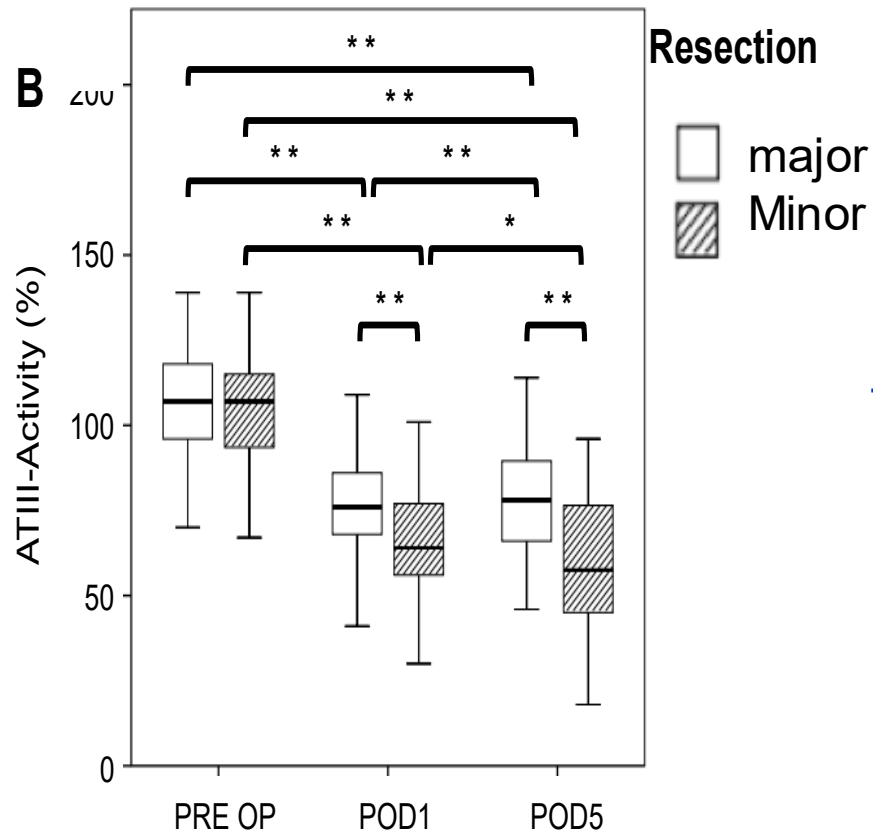 B
Resection
major
Minor
* *
* *
* *
* *
* *
*
* *
* *
ATIII-Activity (%)
200
150
100
50
0
PRE OP
POD1
POD5